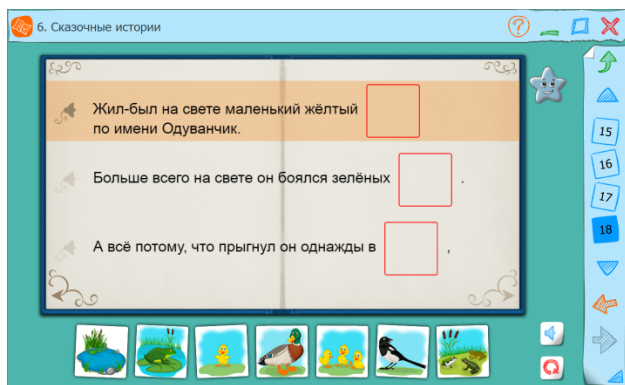 6. Сказочные истории
?
Жил-был на свете маленький жёлтый
по имени Одуванчик.
Больше всего на свете он боялся зелёных .
А всё потому, что прыгнул он однажды в ,
15
16
17
18